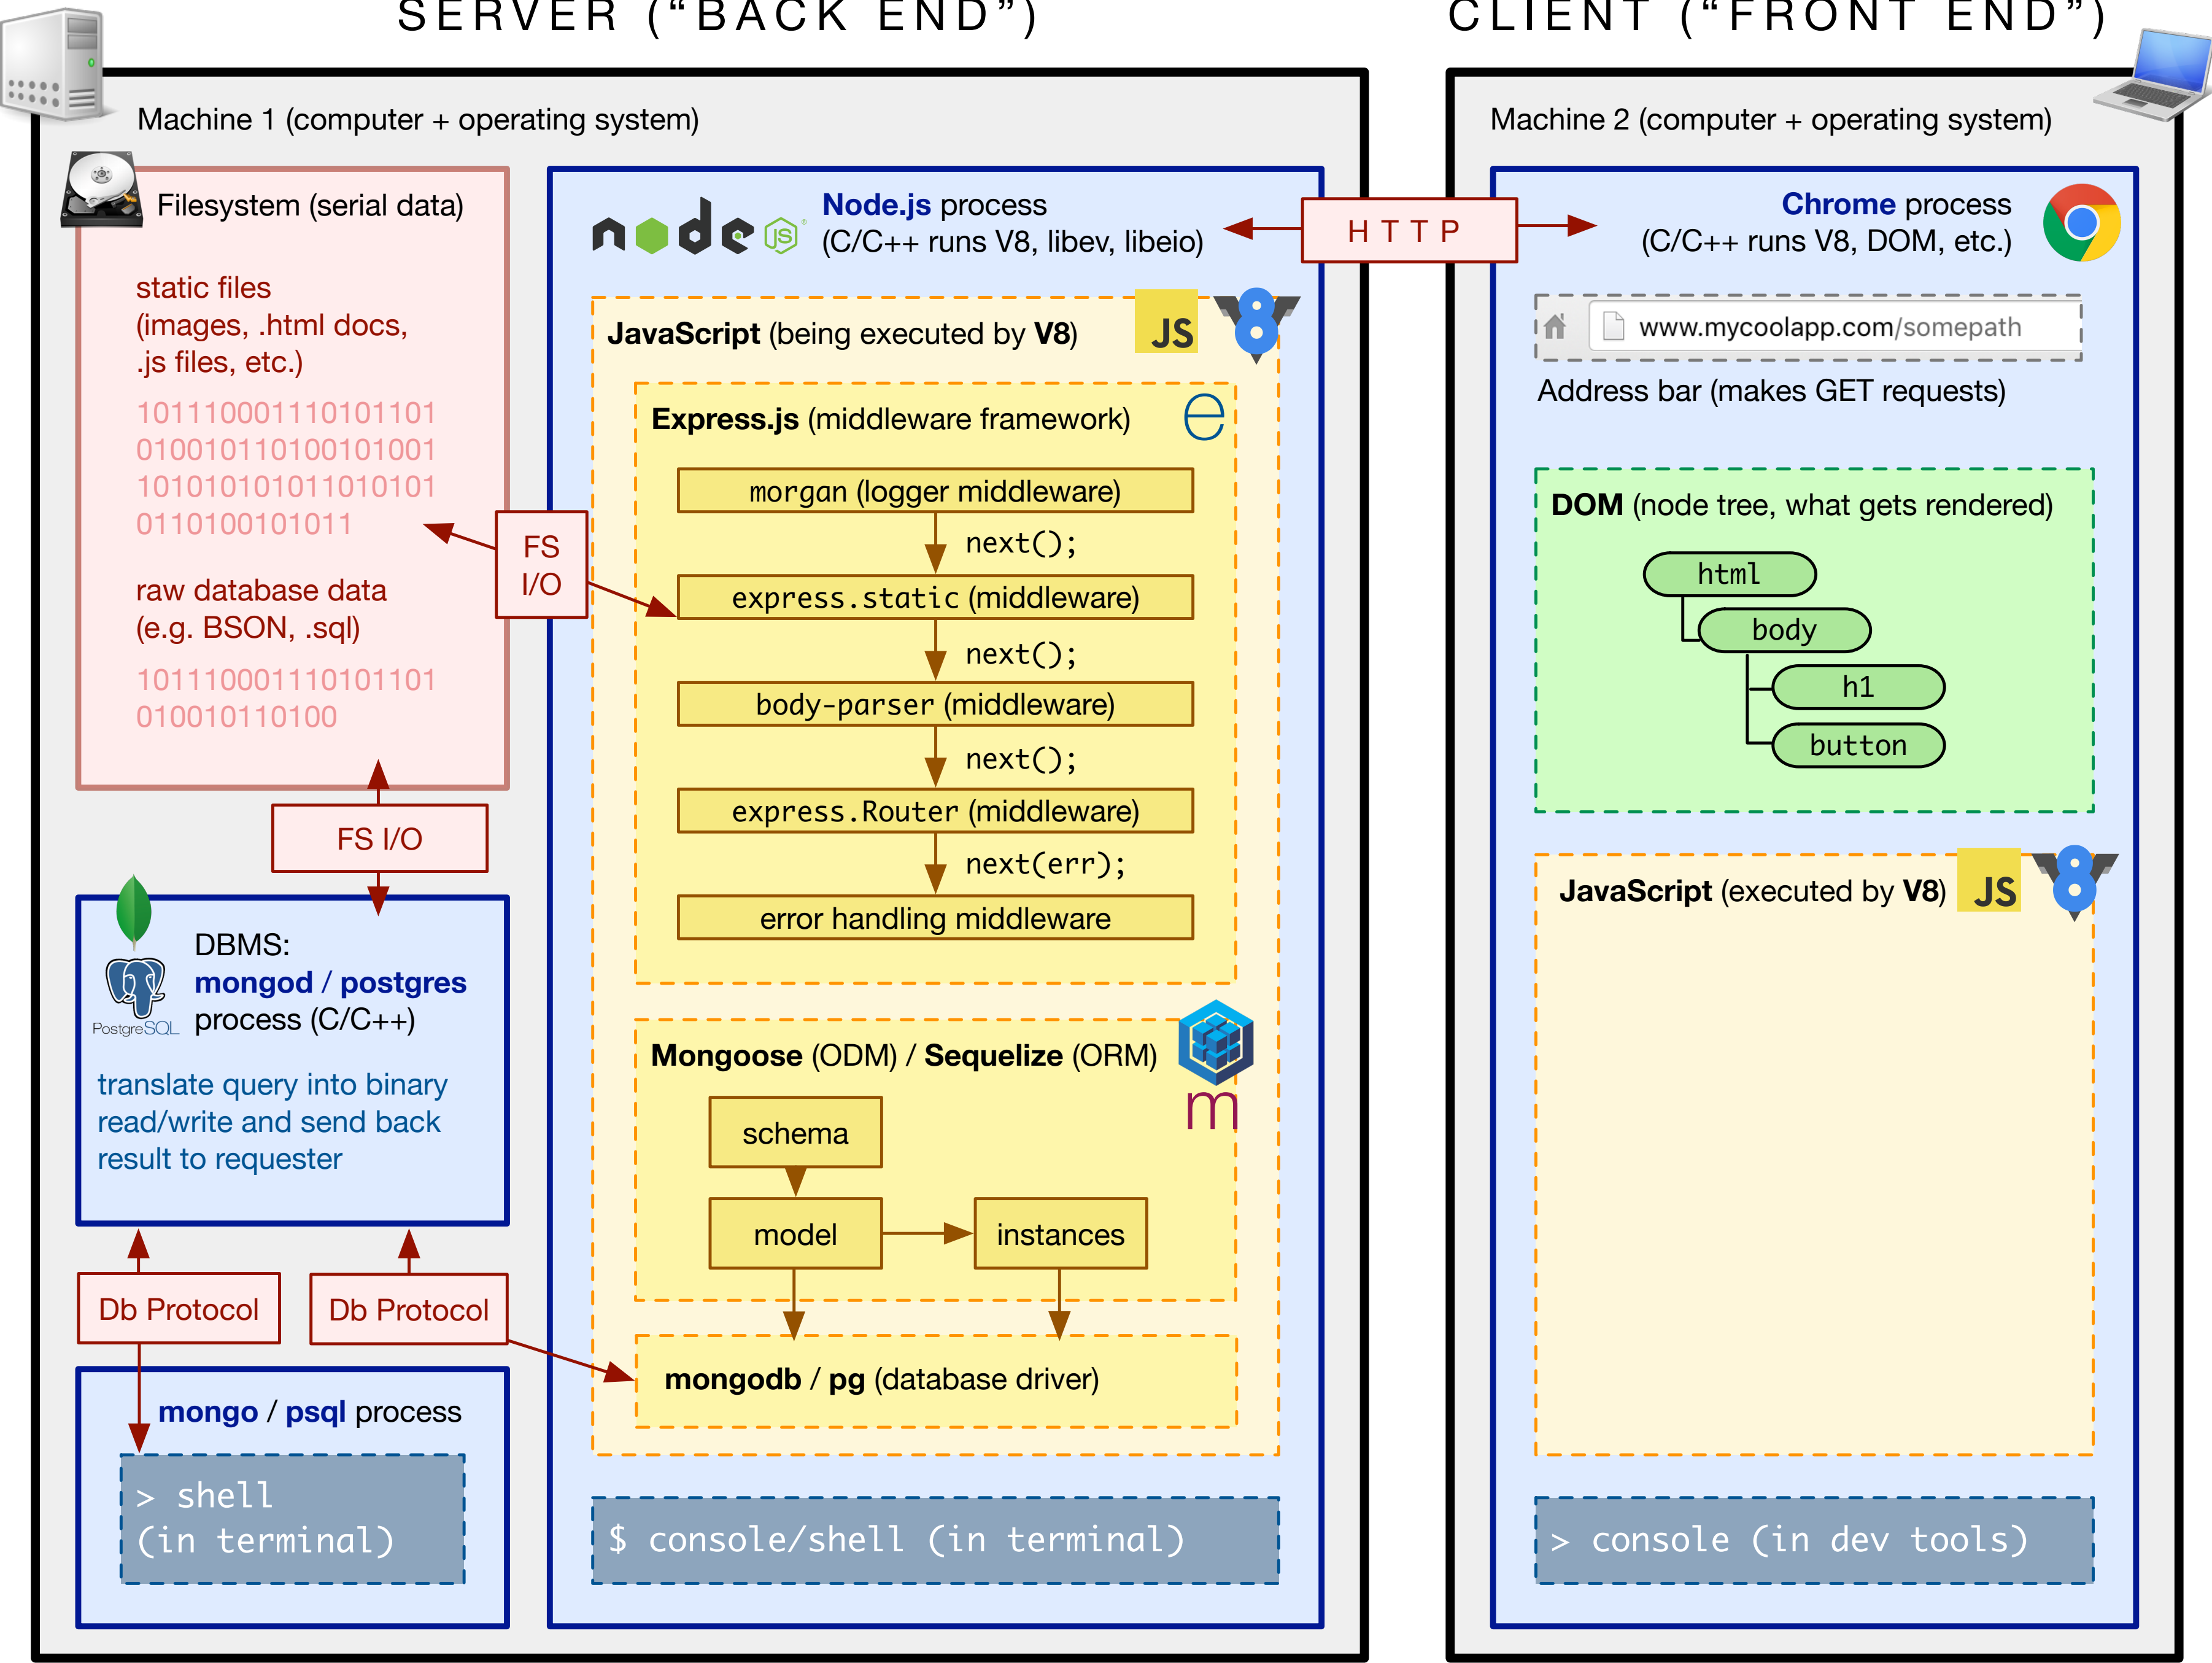 SERVER (“BACK END”)
CLIENT (“FRONT END”)
Machine 1 (computer + operating system)
Filesystem (serial data)
static files
(images, .html docs,
.js files, etc.)
101110001110101101
010010110100101001
101010101011010101
0110100101011
raw database data
(e.g. BSON, .sql)
101110001110101101
010010110100
FS I/O
DBMS:
mongod / postgres
process (C/C++)
PostgreSQL
translate query into binary
read/write and send back
result to requester
Db Protocol
Db Protocol
mongo / psql process
> shell
(in terminal)
FS
I/O
node
JS
Node.js process
(C/C++ runs V8, libev, libeio)
HTTP
JavaScript (being executed by V8)
JS
8
Express.js (middleware framework)
e
morgan (logger middleware)
next();
express.static (middleware)
next();
body-parser (middleware)
next();
express.Router (middleware)
next(err);
error handling middleware
Mongoose (ODM) / Sequelize (ORM)
m
schema
model
instances
mongodb / pg (database driver)
$ console/shell (in terminal)
Machine 2 (computer + operating system)
Chrome process
(C/C++ runs V8, DOM, etc.)
www.mycoolapp.com/somepath
Address bar (makes GET requests)
DOM (node tree, what gets rendered)
html
body
h1
button
JavaScript (executed by V8)
JS
8
> console (in dev tools)